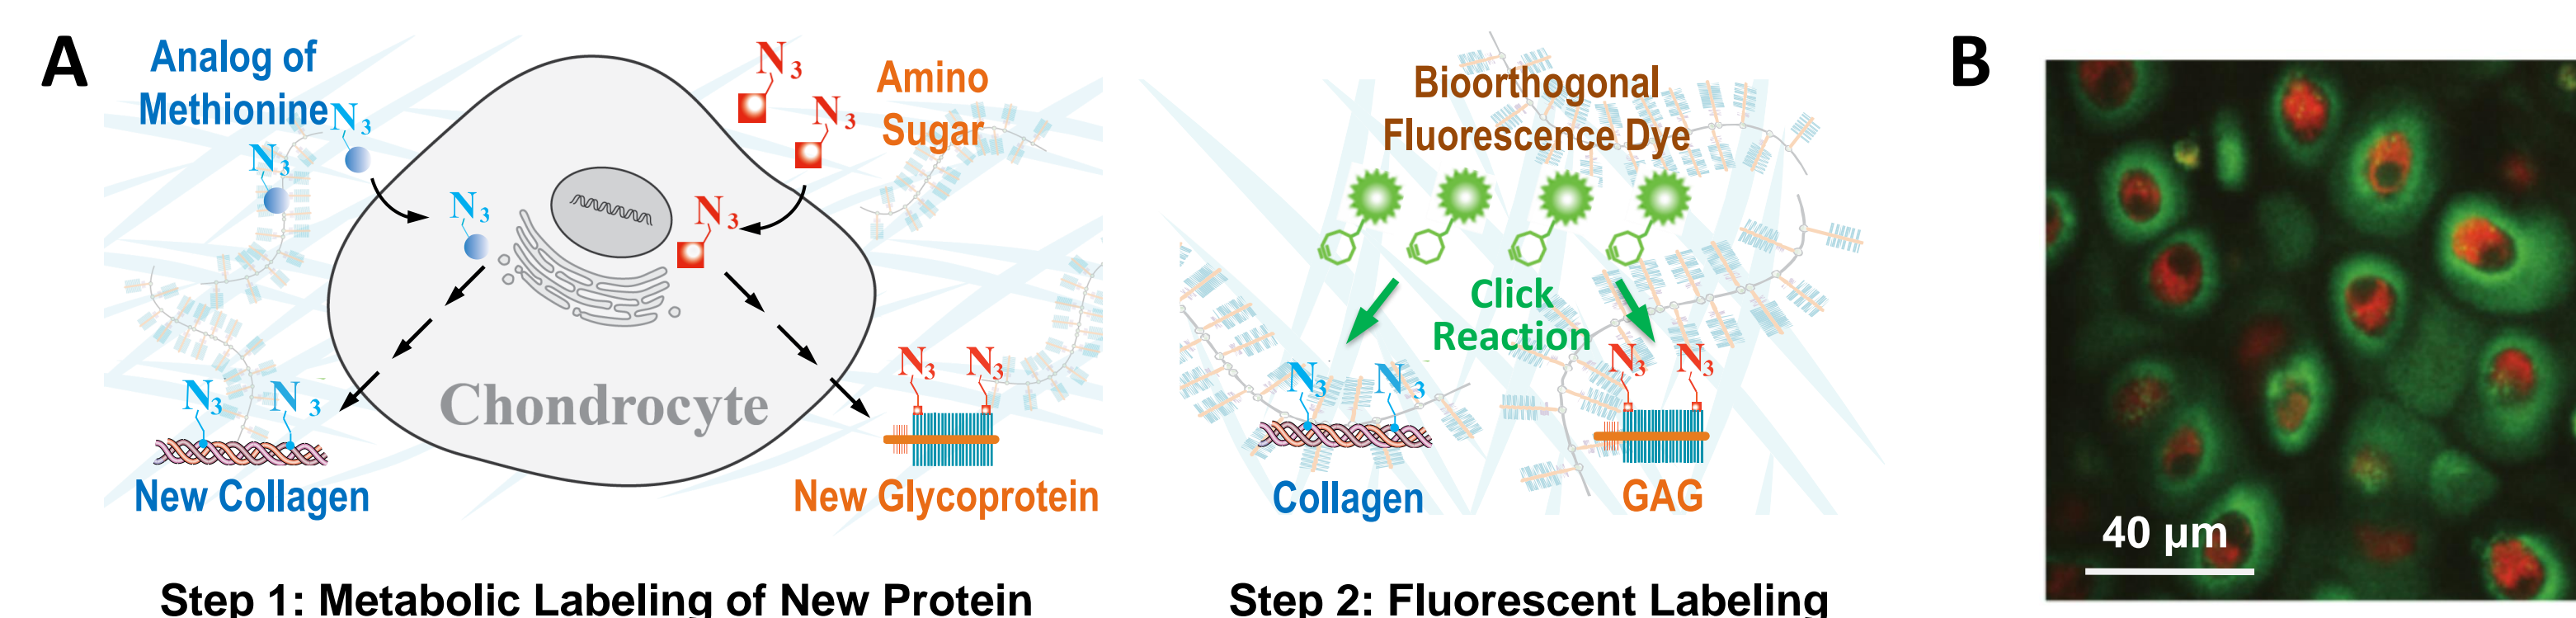 A
Analog of
Methionine
N3
N3
N3
N3
N3
N3
Amino
Sugar
Chondrocyte
N3 N3
N3 N3
New Collagen
New Glycoprotein
Step 1: Metabolic Labeling of New Protein
Bioorthogonal
Fluorescence Dye
Click
Reaction
N3 N3
N3 N3
Collagen
GAG
Step 2: Fluorescent Labeling
B
40 μm